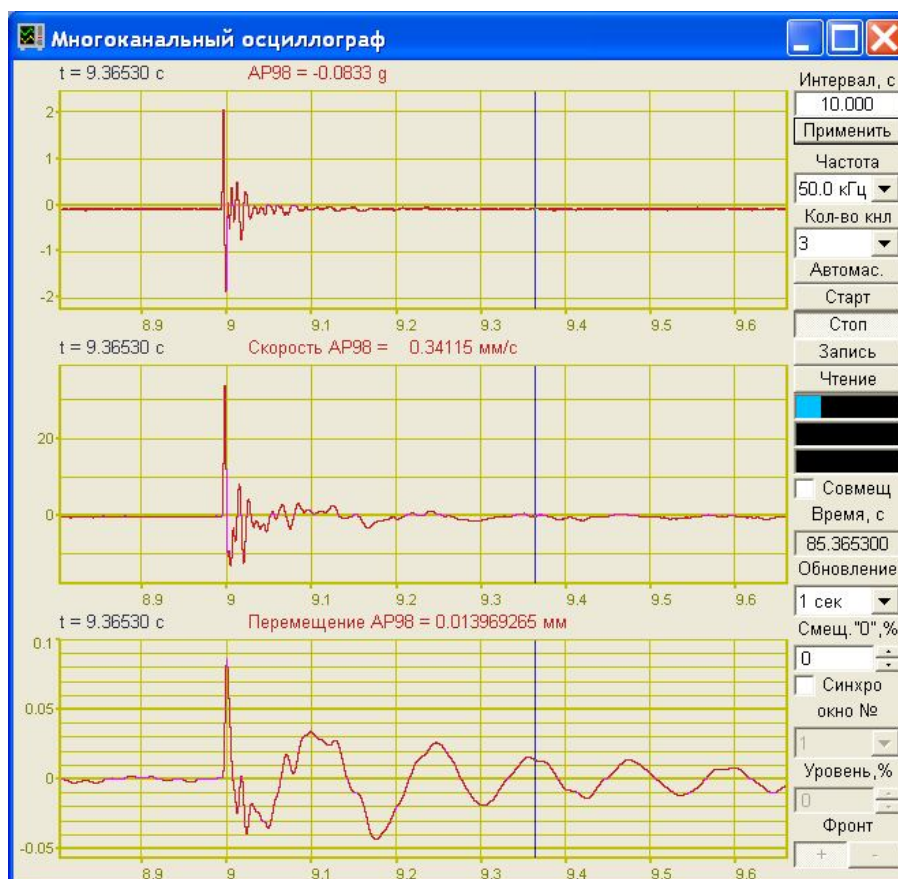 Многоканальный осциллограф
t = 9.36530 c AP98 = -0.0833 g
2
1
0
-1
-2
8.9 9 9.1 9.2 9.3 9.4 9.5 9.6
t = 9.36530 c Скорость AP98 = 0.34115 мм/с
20
0
8.9 9 9.1 9.2 9.3 9.4 9.5 9.6
t = 9.36530 c Перемещение AP98 = 0.013969265 мм
0.1
0.05
0
-0.05
8.9 9 9.1 9.2 9.3 9.4 9.5 9.6
Интервал, с
10.000
Применить
Частота
50.0 кГц
Кол-во кнл
3
Автомас.
Старт
Стоп
Запись
Чтение
Совмещ
Время, с
85.365300
Обновление
1 сек
Смещ."0",%
0
Синхро
окно №
1
Уровень,%
0
Фронт
+ -